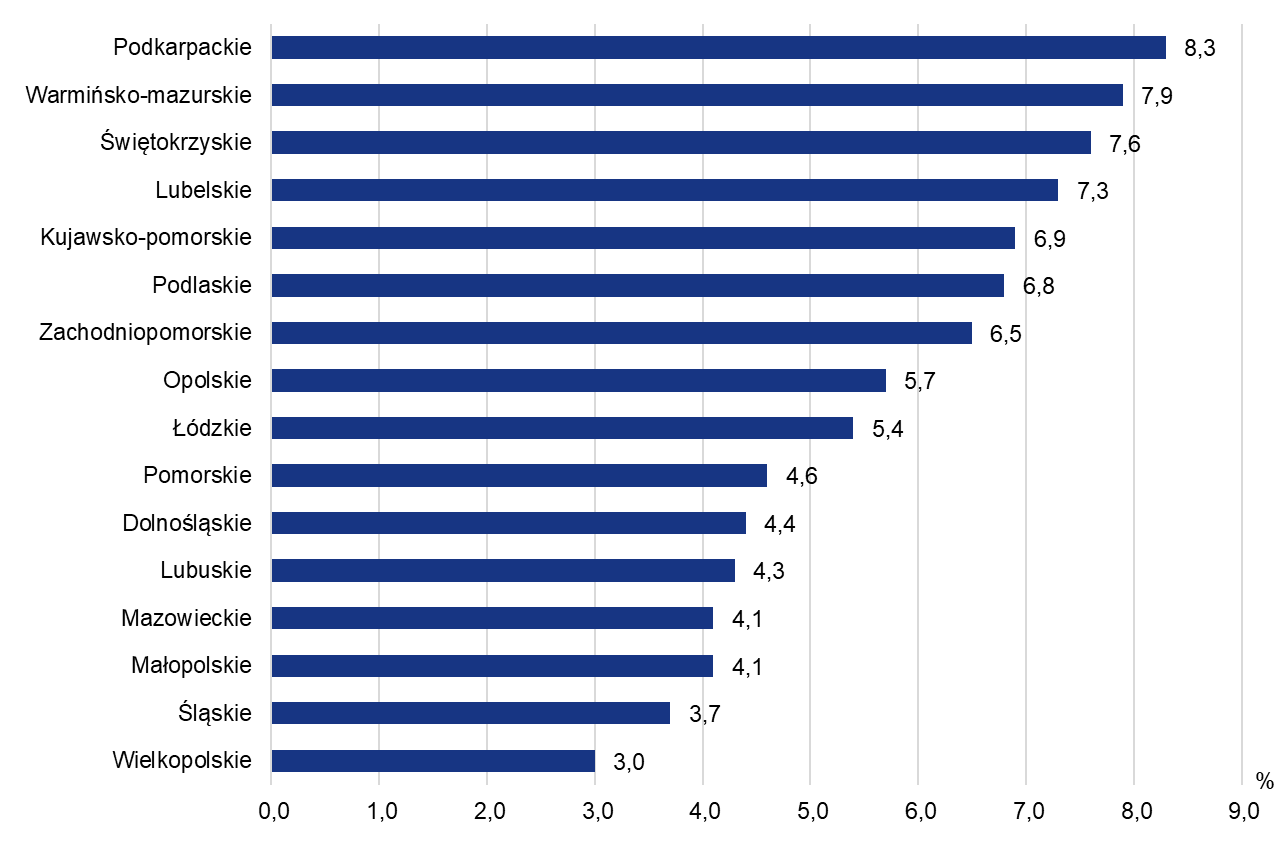 Podkarpackie 8,3
Warmińsko-mazurskie 7,9
Świętokrzyskie 7,6
Lubelskie 7,3
Kujawsko-pomorskie 6,9
Podlaskie 6,8
Zachodniopomorskie 6,5
Opolskie 5,7
Łódzkie 5,4
Pomorskie 4,6
Dolnośląskie 4,4
Lubuskie 4,3
Mazowieckie 4,1
Małopolskie 4,1
Śląskie 3,7
Wielkopolskie 3,0
%
0,0 1,0 2,0 3,0 4,0 5,0 6,0 7,0 8,0 9,0